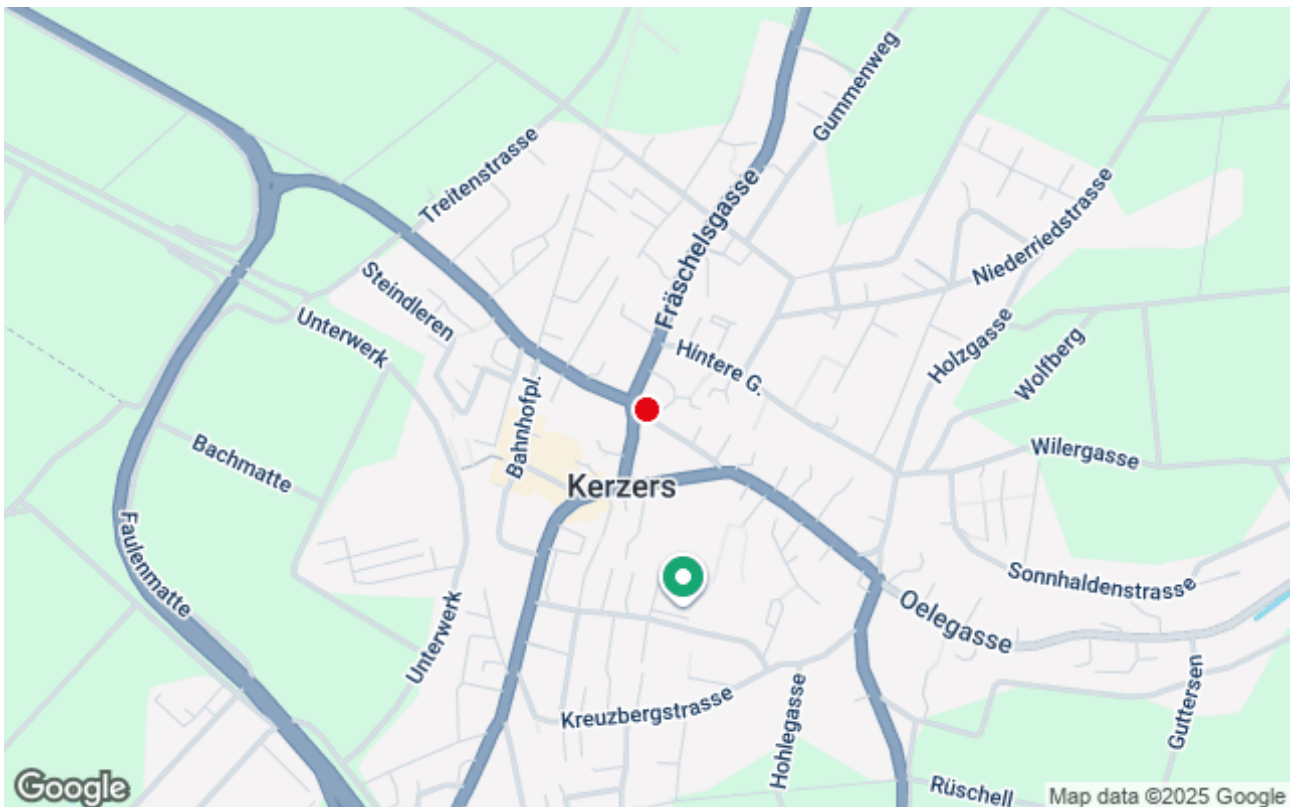 Gummenweg
Treitenstrasse
Fräschelsgasse
Niederriedstrasse
Steindleren
Unterwerk
Hintere G.
Holzgasse
Wolfberg
Bahnhofpl.
Bachmatte
Wilergasse
Kerzers
Faulenmatte
Sonnhaldenstrasse
Oelegasse
Unterwerk
Kreuzbergstrasse
Hohlegasse
Guttersen
Rüschell
Google
Map data ©2025 Google